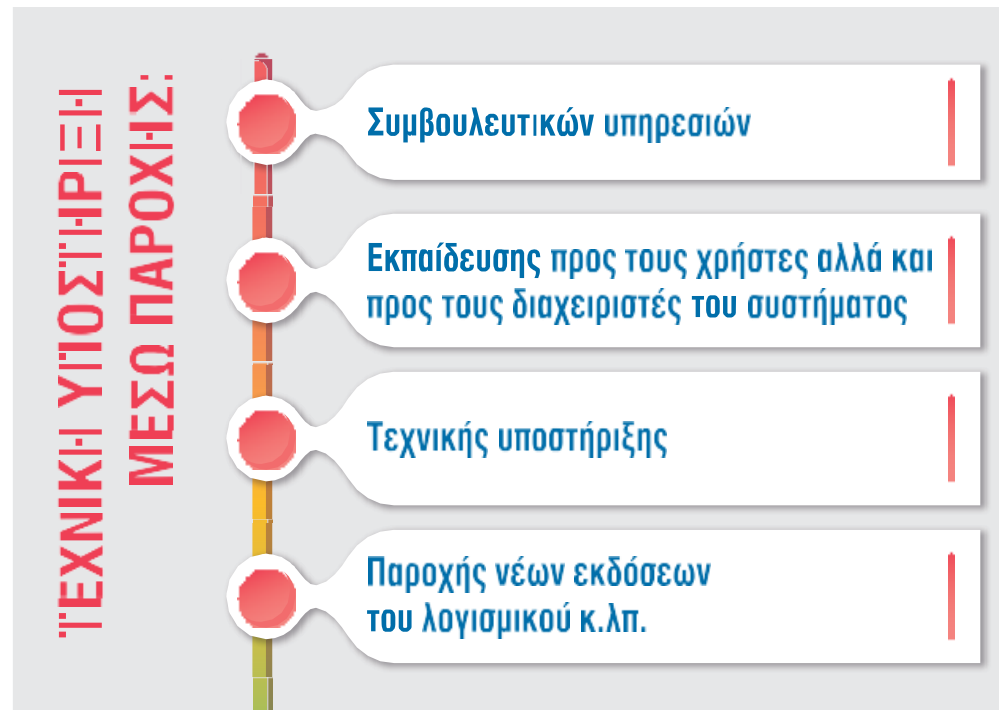 ΤΕΧΝΙΚΗ ΥΠΟΣΤΗΡΙΞΗ
ΜΕΣΩ ΠΑΡΟΧΗΣ:
Συμβουλευτικών υπηρεσιών
Εκπαίδευσης προς τους χρήστες αλλά και
προς τους διαχειριστές του συστήματος
Τεχνικής υποστήριξης
Παροχής νέων εκδόσεων
του λογισμικού κ.λπ.